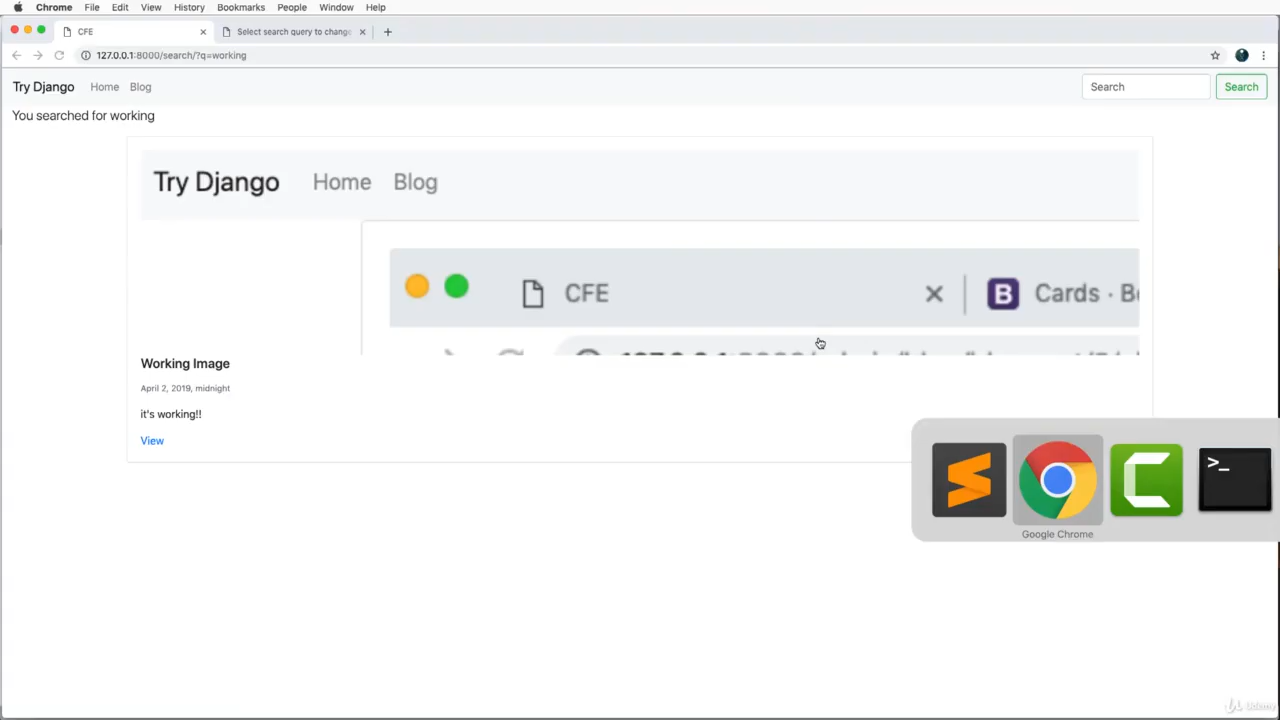 Chrome File Edit View History Bookmarks People Window Help
CFE
Select search query to change
127.0.0.1:8000/search/?q=working
Try Django Home Blog Search Search
You searched for working
Try Django Home Blog
CFE B Cards · Bo
Working Image
April 2, 2019, midnight
it's working!!
View
>_
Google Chrome
Udemy